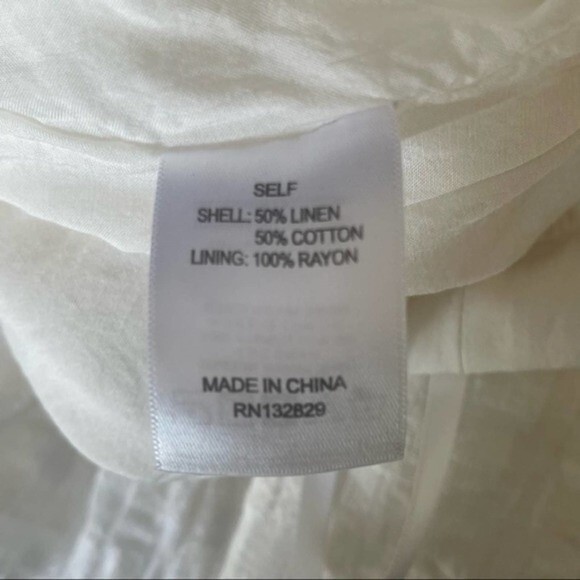 SELF
SHELL: 50% LINEN
50% COTTON
LINING: 100% RAYON
MADE IN CHINA
RN132829